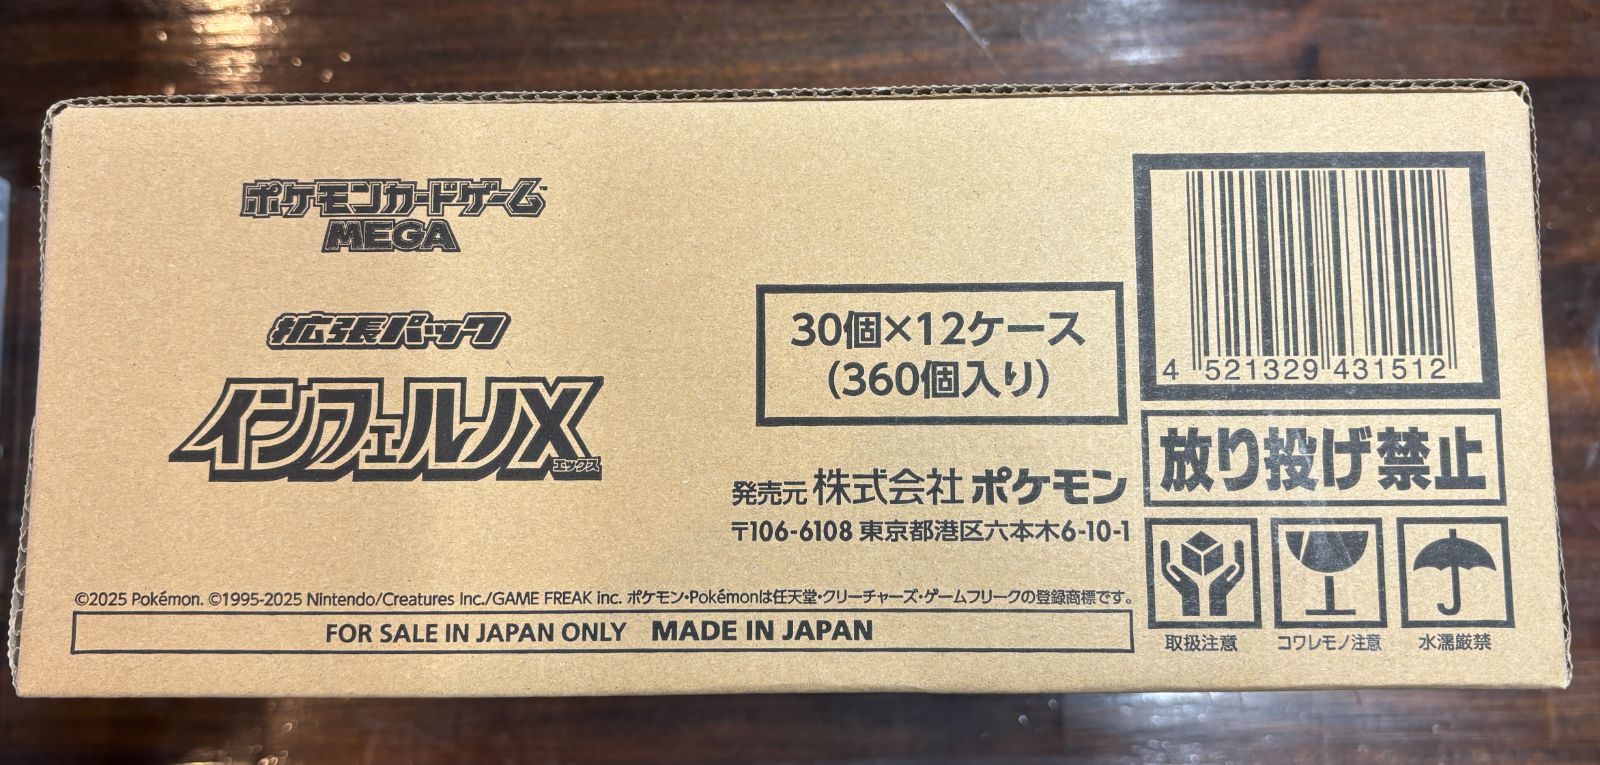 ポケモンカードゲーム™
MEGA
拡張パック
インフェルノX
エックス
30個×12ケース
(360個入り)
発売元 株式会社 ポケモン
〒106-6108 東京都港区六本木6-10-1
4 521329 431512
放り投げ禁止
取扱注意 コワレモノ注意 水濡厳禁
©2025 Pokémon. ©1995-2025 Nintendo/Creatures Inc./GAME FREAK inc. ポケモン・Pokémonは任天堂・クリーチャーズ・ゲームフリークの登録商標です。
FOR SALE IN JAPAN ONLY MADE IN JAPAN